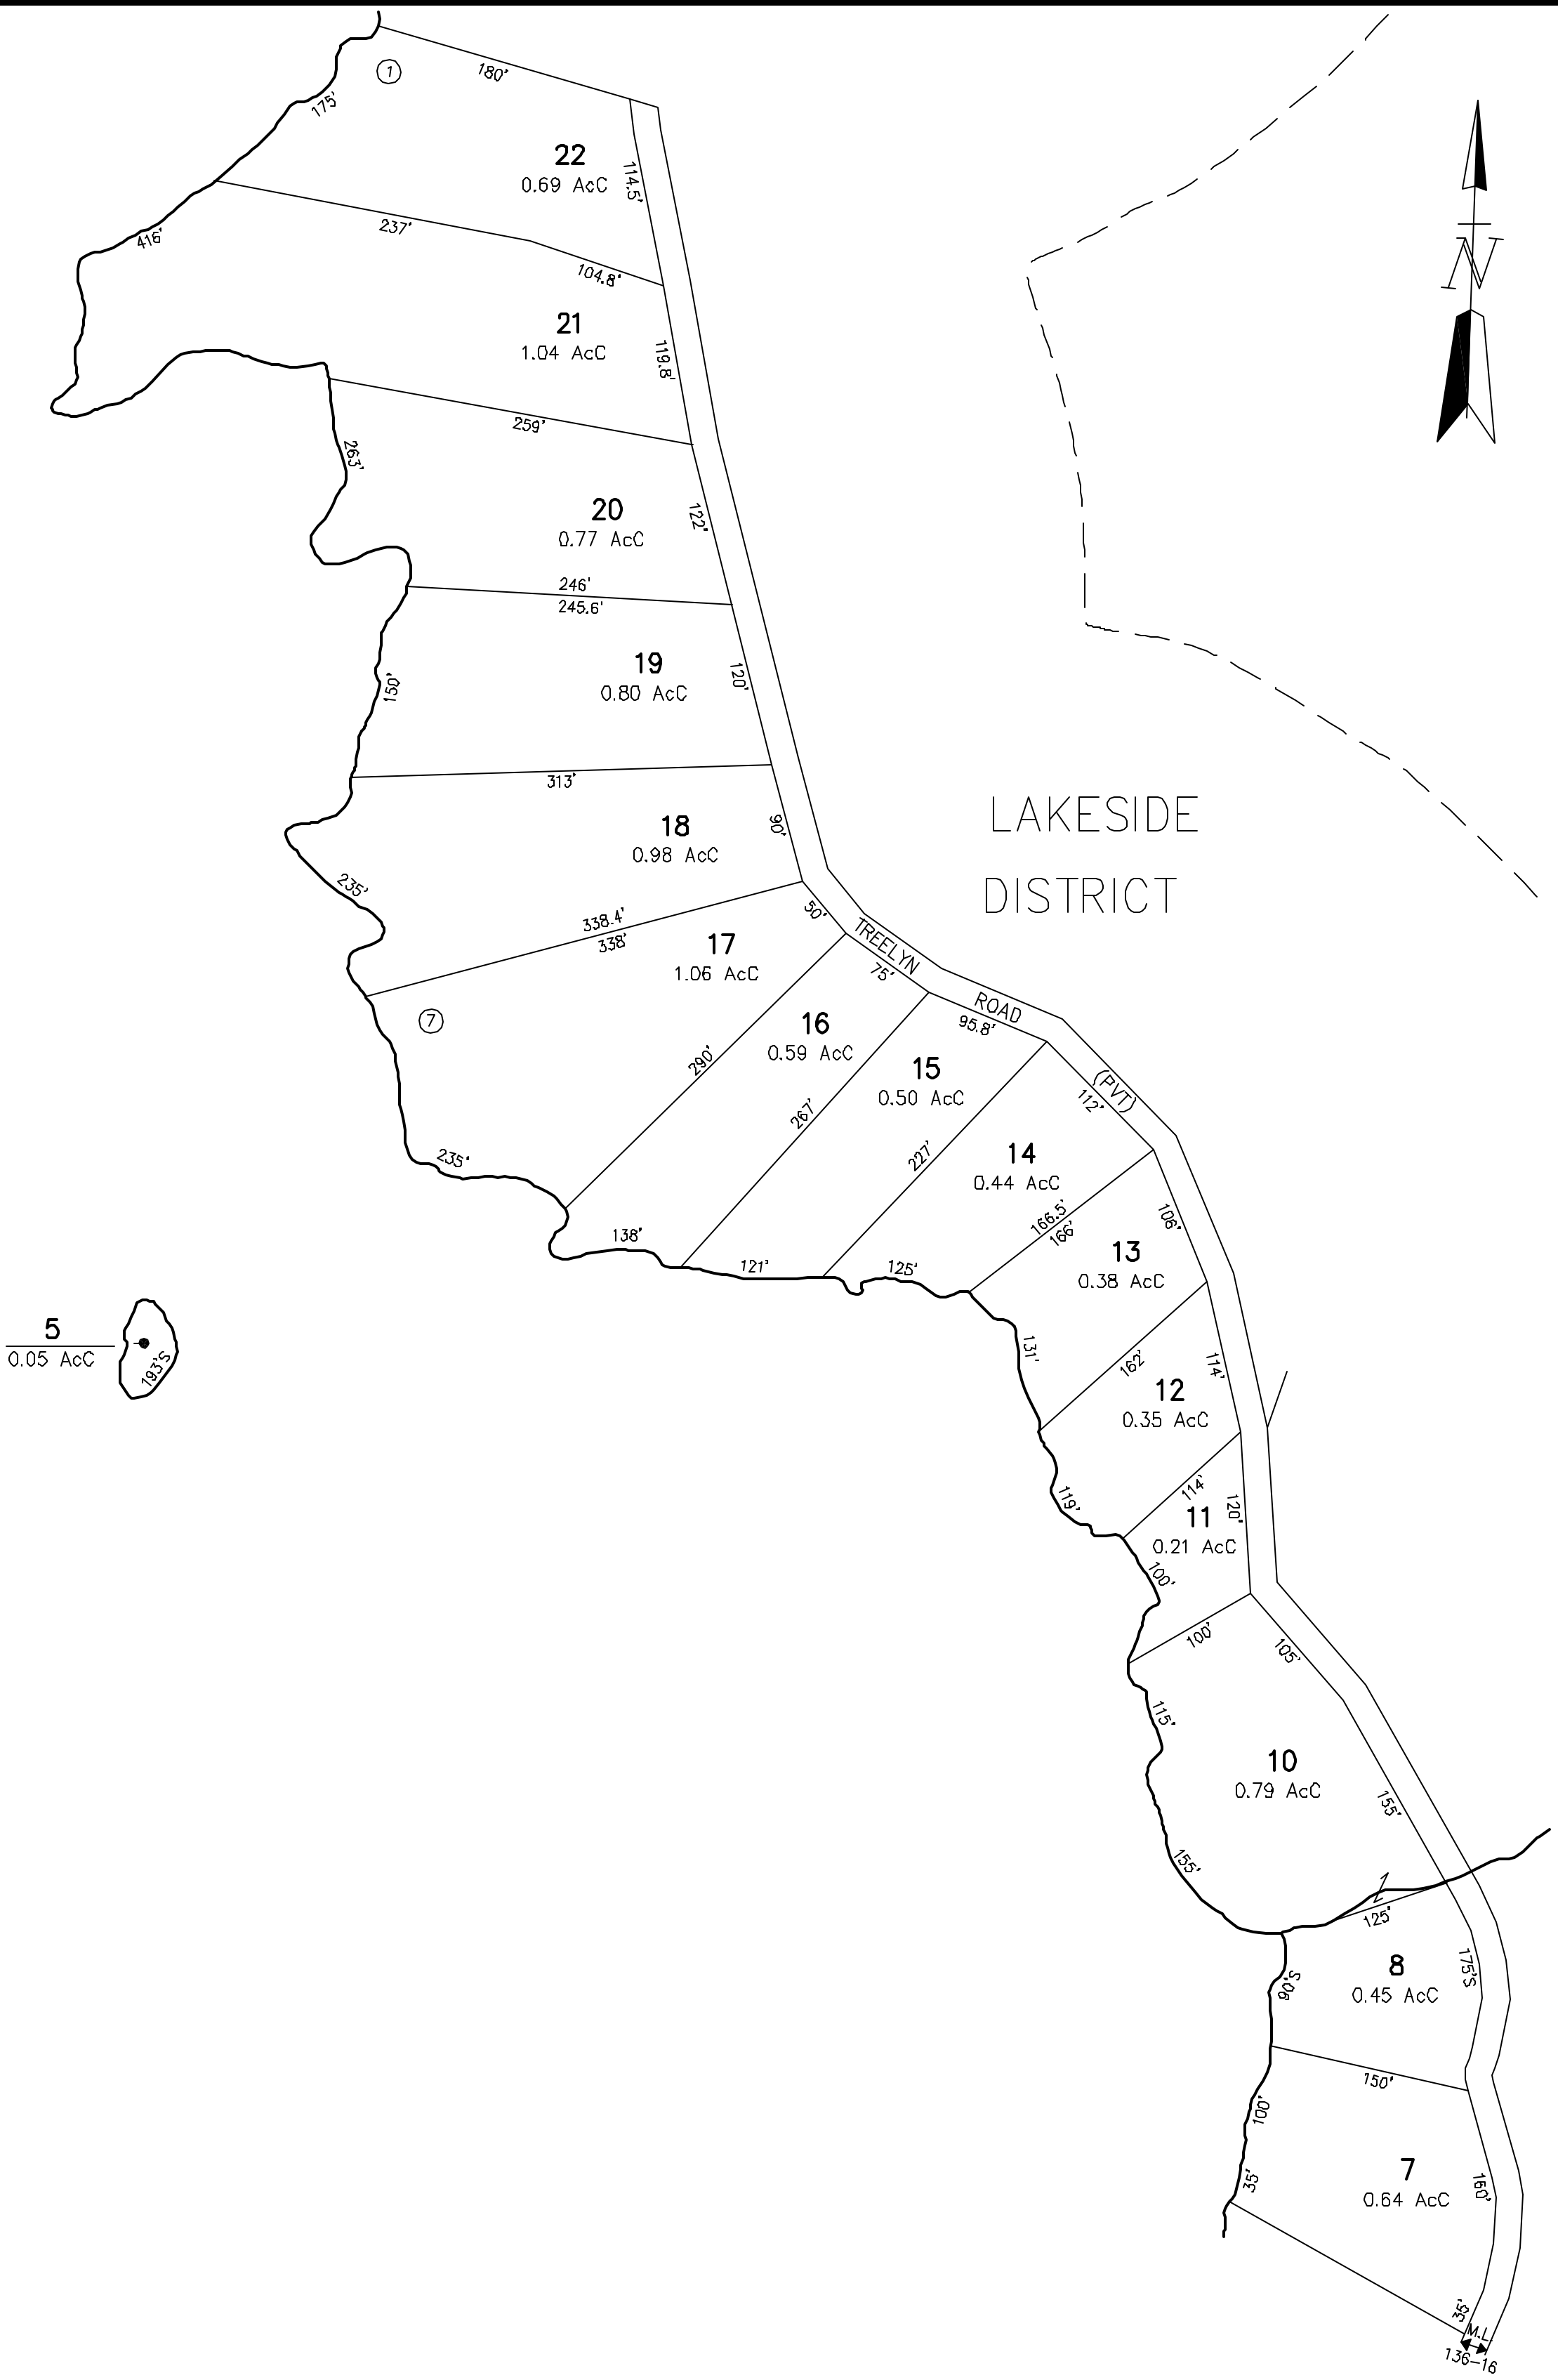 1
180'
175'
22
0.69 AcC
114.5'
N
416'
237'
104.8'
21
1.04 AcC
119.8'
259'
263'
20
0.77 AcC
122'
246'
245.6'
19
0.80 AcC
120'
150'
313'
18
0.98 AcC
90'
LAKESIDE
DISTRICT
235'
338.4'
338'
50'
17
1.06 AcC
TREELYN
75'
ROAD
95.8'
7
290'
16
0.59 AcC
15
0.50 AcC
(PVT)
112'
267'
227'
14
0.44 AcC
235'
166.5'
166'
106'
138'
121'
125'
13
0.38 AcC
5
0.05 AcC
193'S
131'
162'
114'
12
0.35 AcC
119'
114'
120'
11
0.21 AcC
100'
100'
105'
115'
10
0.79 AcC
155'
155'
125'
90'S
8
0.45 AcC
175'S
150'
100'
35'
7
0.64 AcC
160'
35'
M.L.
136-16